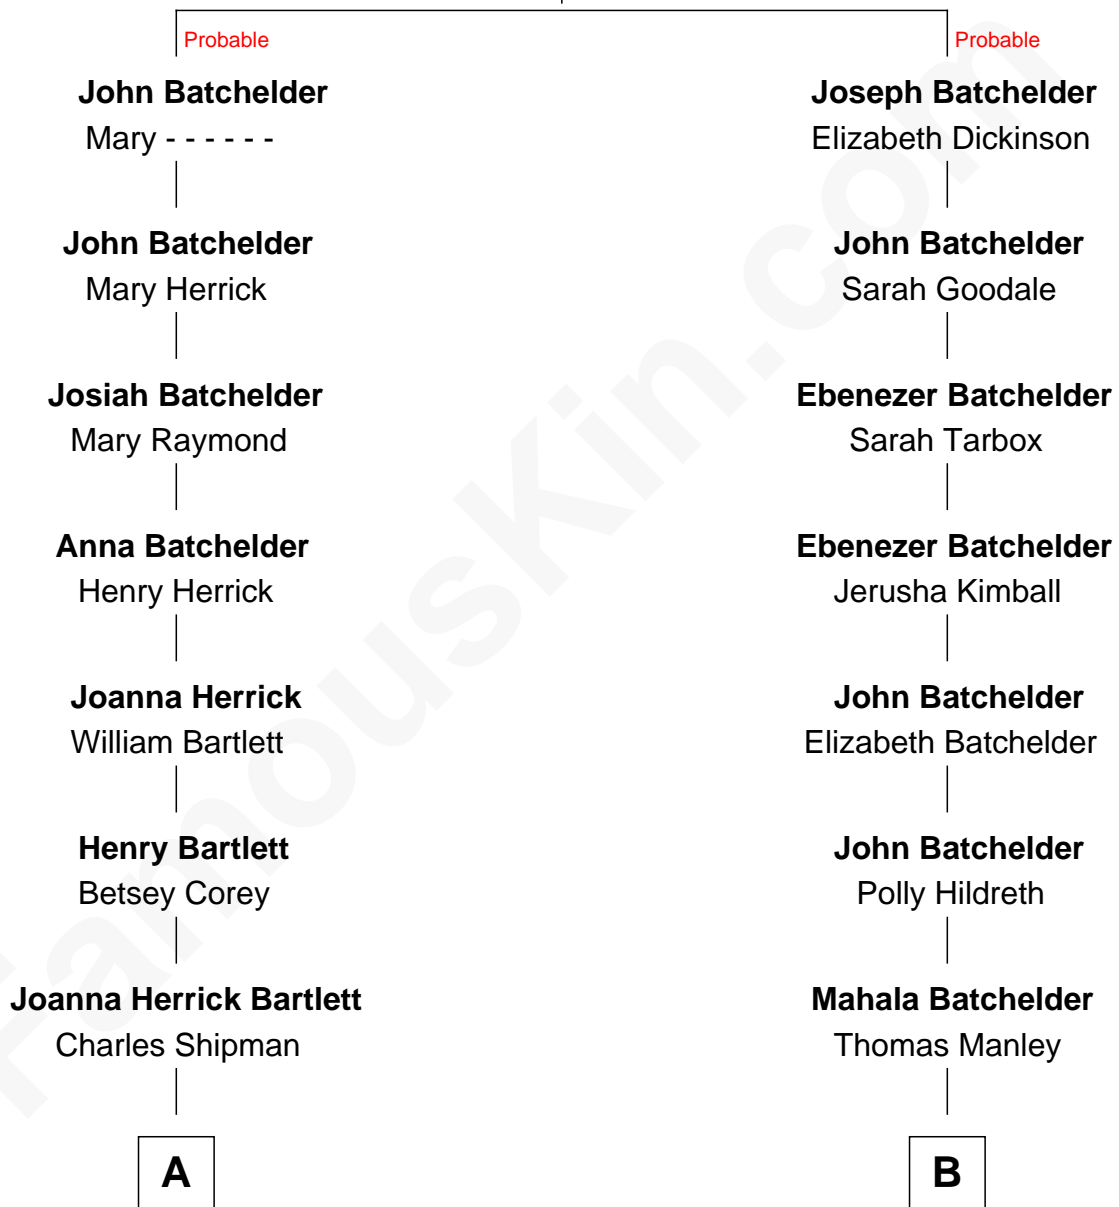 Probable
John Batchelder
Mary - - - - - -
John Batchelder
Mary Herrick
Josiah Batchelder
Mary Raymond
Anna Batchelder
Henry Herrick
Joanna Herrick
William Bartlett
Henry Bartlett
Betsey Corey
Joanna Herrick Bartlett
Charles Shipman
A
Probable
Joseph Batchelder
Elizabeth Dickinson
John Batchelder
Sarah Goodale
Ebenezer Batchelder
Sarah Tarbox
Ebenezer Batchelder
Jerusha Kimball
John Batchelder
Elizabeth Batchelder
John Batchelder
Polly Hildreth
Mahala Batchelder
Thomas Manley
B
FamousKin.com